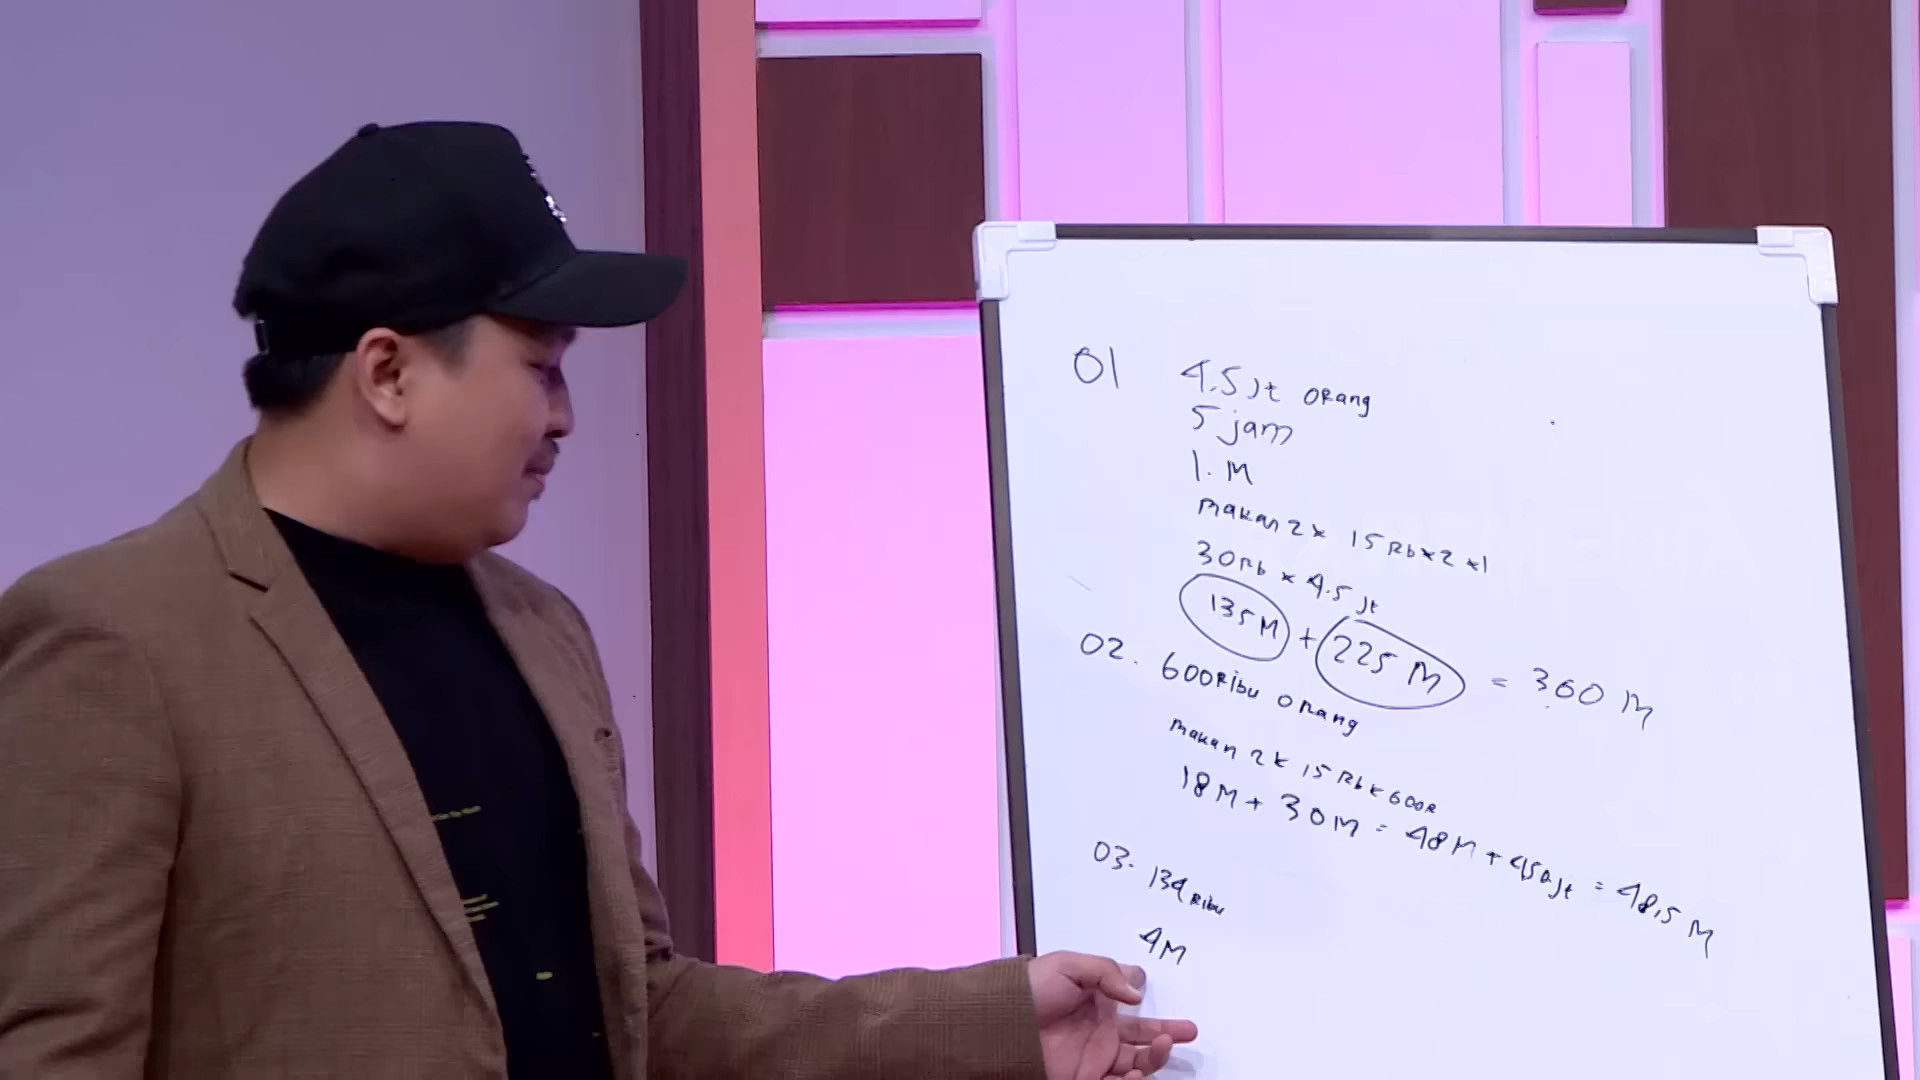 01 4.5 Jt ORang
5 jam
1. M
makan 2x 15 Rb x 2 x 1
30 Rb x 4.5 Jt
135 M + 225 M = 360 M
02. 600 Ribu ORang
makan 2x 15 Rb x 600R
18 M + 30 M = 48 M + 450 Jt = 48,5 M
03. 134 Ribu
4 M